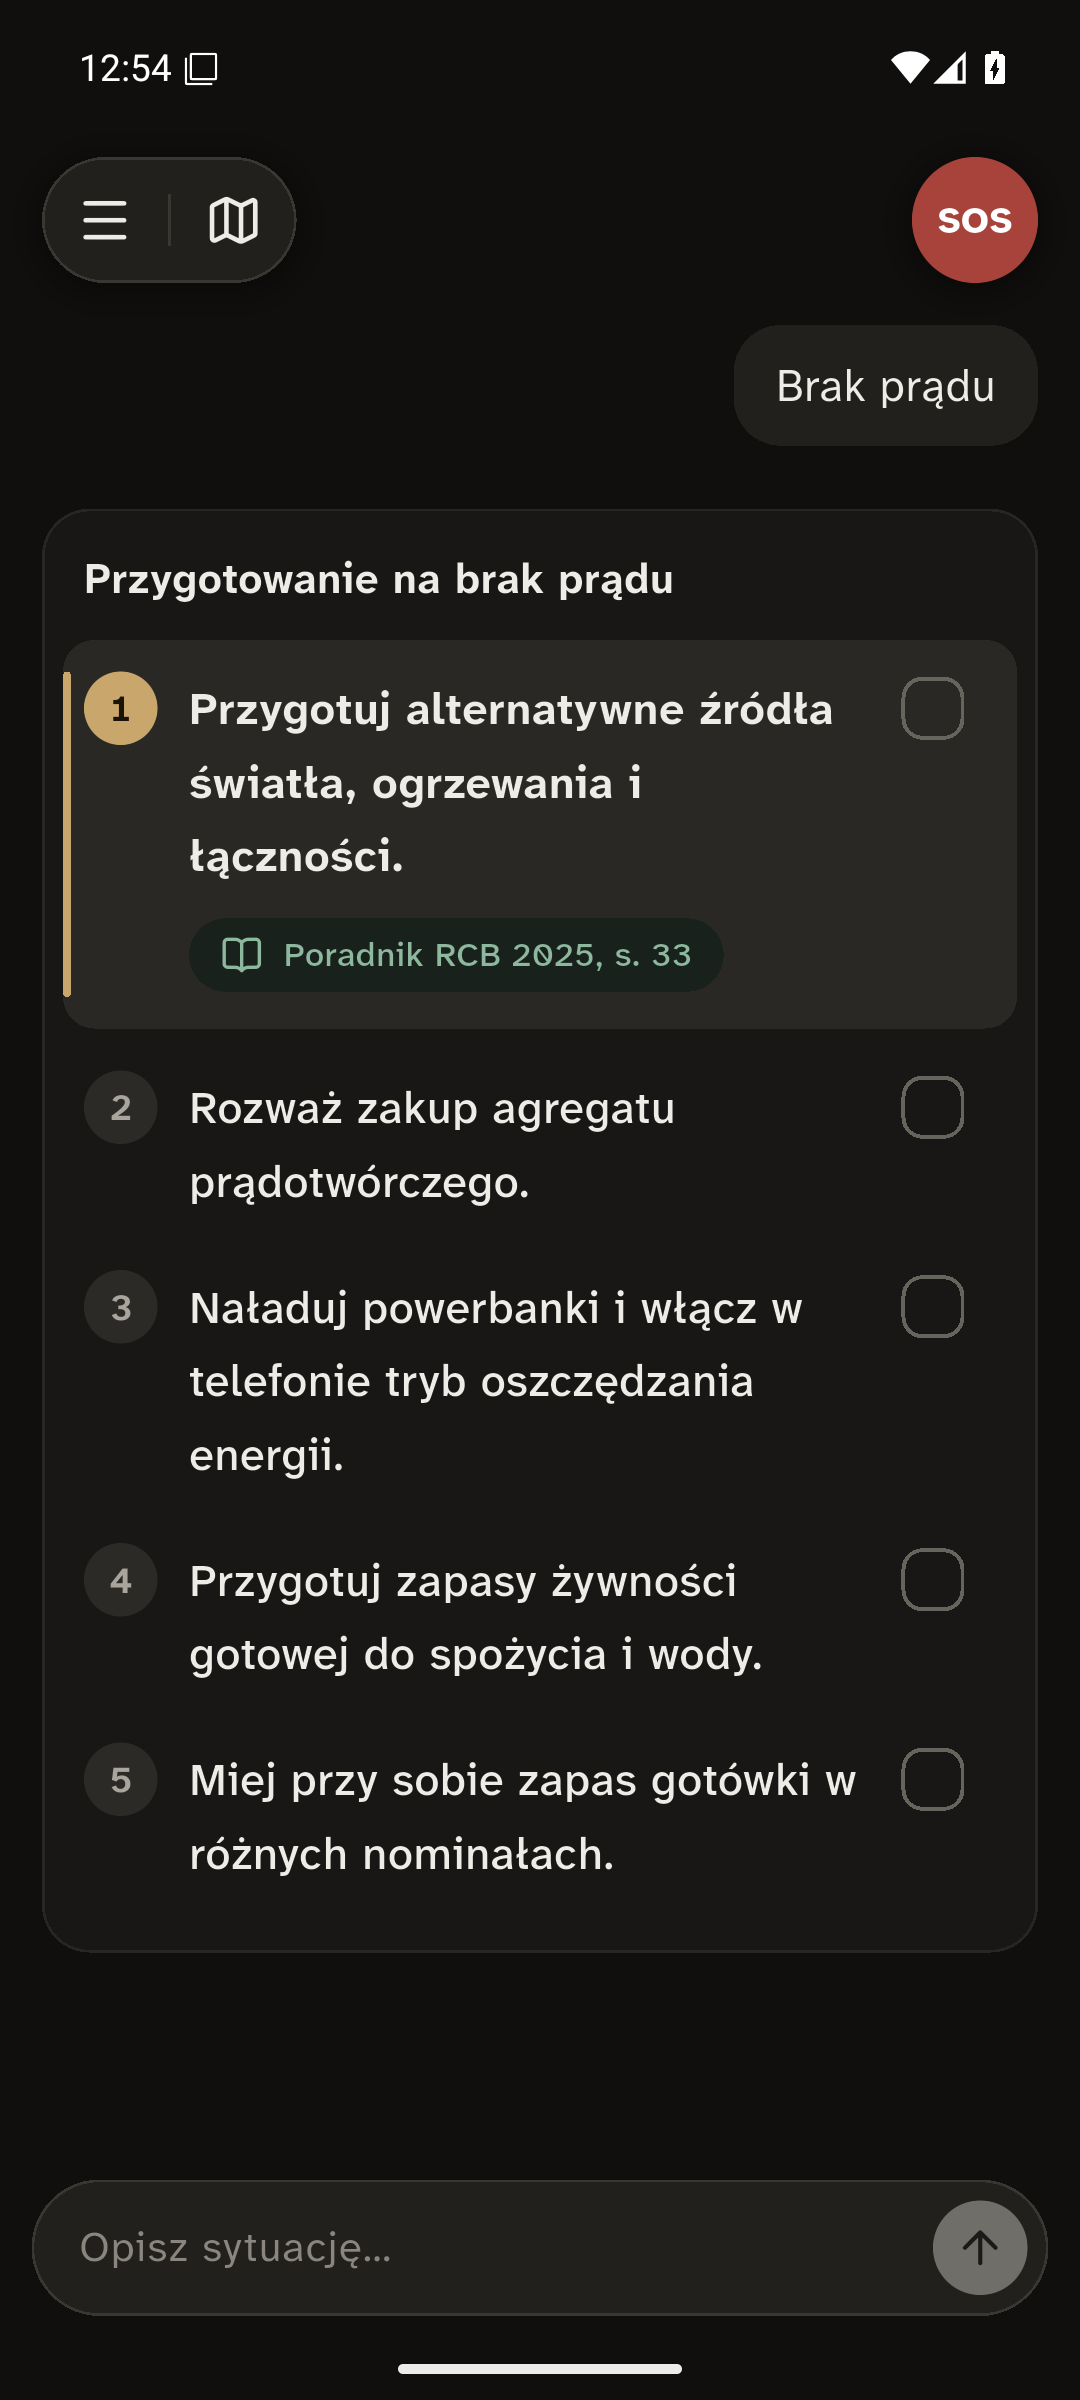 12:54
SOS
Brak prądu
Przygotowanie na brak prądu
1
Przygotuj alternatywne źródła
światła, ogrzewania i
łączności.
Poradnik RCB 2025, s. 33
2
Rozważ zakup agregatu
prądotwórczego.
3
Naładuj powerbanki i włącz w
telefonie tryb oszczędzania
energii.
4
Przygotuj zapasy żywności
gotowej do spożycia i wody.
5
Miej przy sobie zapas gotówki w
różnych nominałach.
Opisz sytuację...